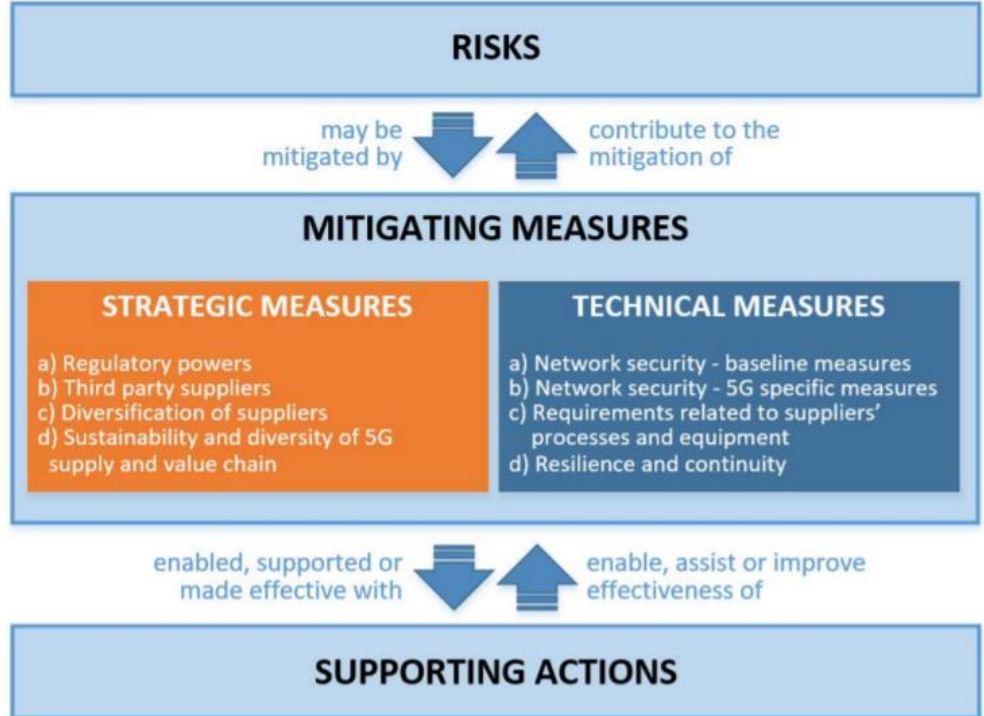 RISKS
may be
mitigated by
contribute to the
mitigation of
MITIGATING MEASURES
STRATEGIC MEASURES
a) Regulatory powers
b) Third party suppliers
c) Diversification of suppliers
d) Sustainability and diversity of 5G
supply and value chain
TECHNICAL MEASURES
a) Network security - baseline measures
b) Network security - 5G specific measures
c) Requirements related to suppliers’
processes and equipment
d) Resilience and continuity
enabled, supported or
made effective with
enable, assist or improve
effectiveness of
SUPPORTING ACTIONS